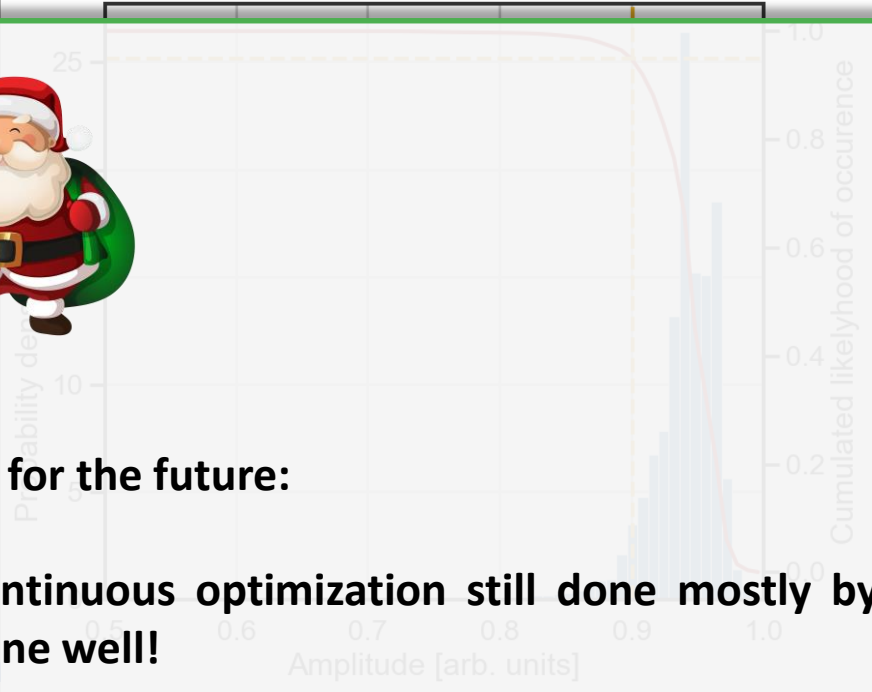 25
1.0
0.8
0.6
Cumulated likelyhood of occurence
0.4
10
for the future:
0.2
5
0.0
ntinuous optimization still done mostly by
ne well!
0.5 0.6 0.7 0.8 0.9 1.0
Amplitude [arb. units]